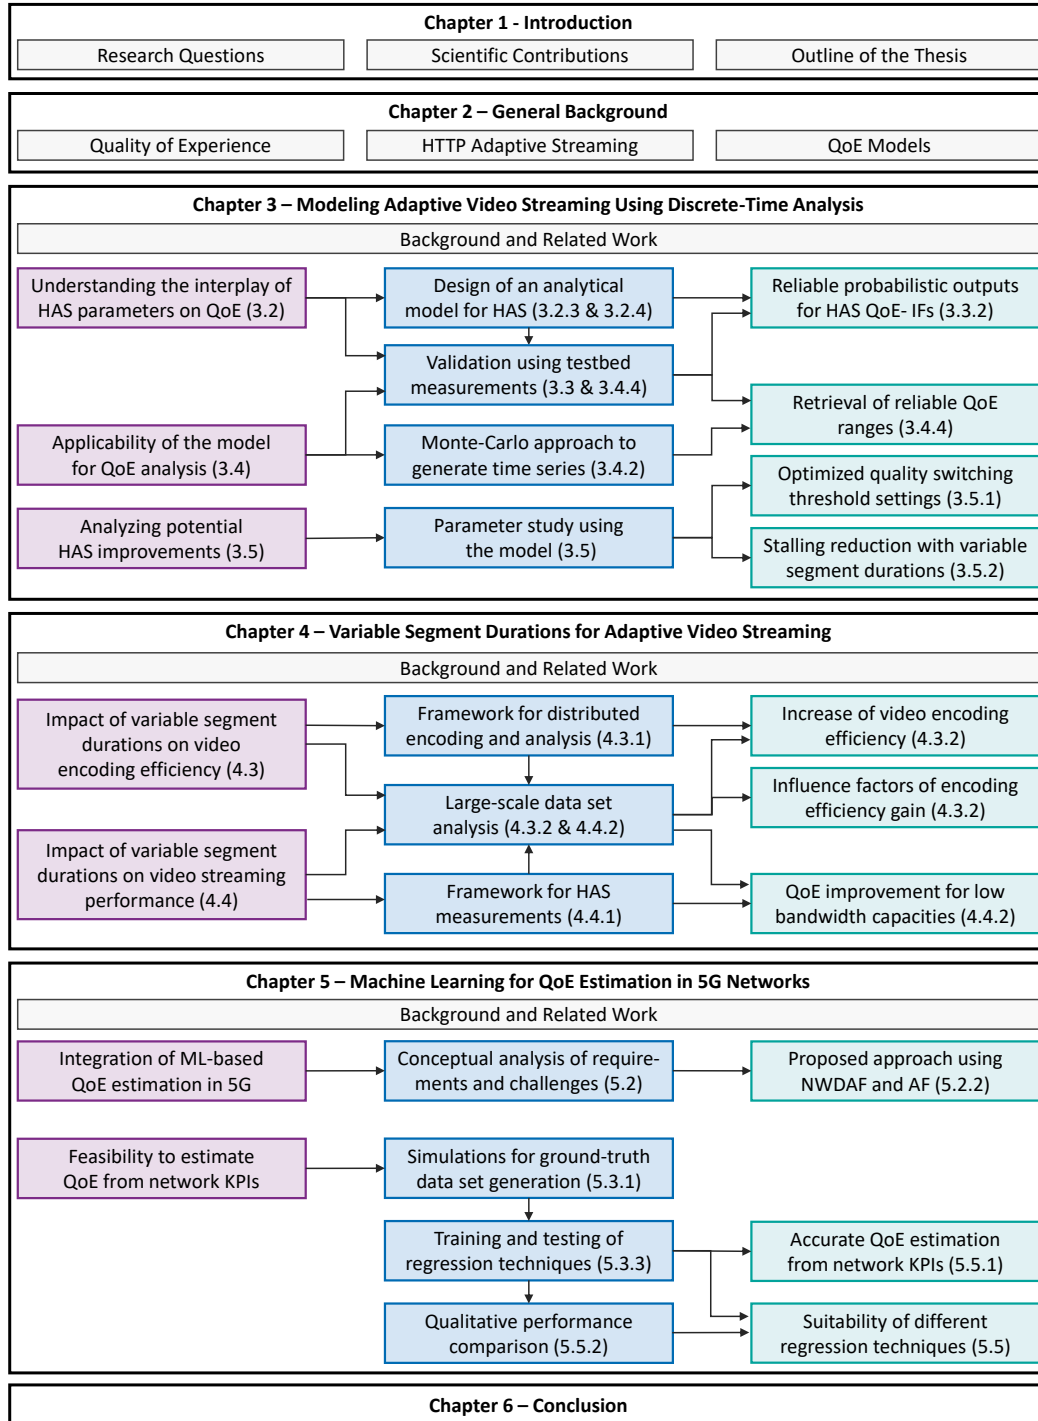 Chapter 1 - Introduction
Research Questions
Scientific Contributions
Outline of the Thesis
Chapter 2 – General Background
Quality of Experience
HTTP Adaptive Streaming
QoE Models
Chapter 3 – Modeling Adaptive Video Streaming Using Discrete-Time Analysis
Background and Related Work
Understanding the interplay of
HAS parameters on QoE (3.2)
Design of an analytical
model for HAS (3.2.3 & 3.2.4)
Reliable probabilistic outputs
for HAS QoE- IFs (3.3.2)
Validation using testbed
measurements (3.3 & 3.4.4)
Retrieval of reliable QoE
ranges (3.4.4)
Applicability of the model
for QoE analysis (3.4)
Monte-Carlo approach to
generate time series (3.4.2)
Optimized quality switching
threshold settings (3.5.1)
Analyzing potential
HAS improvements (3.5)
Parameter study using
the model (3.5)
Stalling reduction with variable
segment durations (3.5.2)
Chapter 4 – Variable Segment Durations for Adaptive Video Streaming
Background and Related Work
Impact of variable segment
durations on video
encoding efficiency (4.3)
Framework for distributed
encoding and analysis (4.3.1)
Increase of video encoding
efficiency (4.3.2)
Large-scale data set
analysis (4.3.2 & 4.4.2)
Influence factors of encoding
efficiency gain (4.3.2)
Impact of variable segment
durations on video streaming
performance (4.4)
Framework for HAS
measurements (4.4.1)
QoE improvement for low
bandwidth capacities (4.4.2)
Chapter 5 – Machine Learning for QoE Estimation in 5G Networks
Background and Related Work
Integration of ML-based
QoE estimation in 5G
Conceptual analysis of require-
ments and challenges (5.2)
Proposed approach using
NWDAF and AF (5.2.2)
Feasibility to estimate
QoE from network KPIs
Simulations for ground-truth
data set generation (5.3.1)
Training and testing of
regression techniques (5.3.3)
Accurate QoE estimation
from network KPIs (5.5.1)
Qualitative performance
comparison (5.5.2)
Suitability of different
regression techniques (5.5)
Chapter 6 – Conclusion